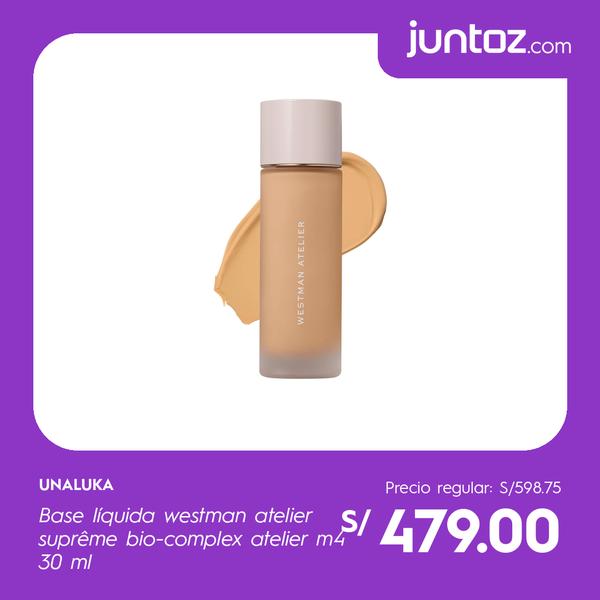 juntoz.com
WESTMAN ATELIER
UNALUKA
Precio regular: S/598.75
Base líquida westman atelier
suprême bio-complex atelier m4
30 ml
S/ 479.00